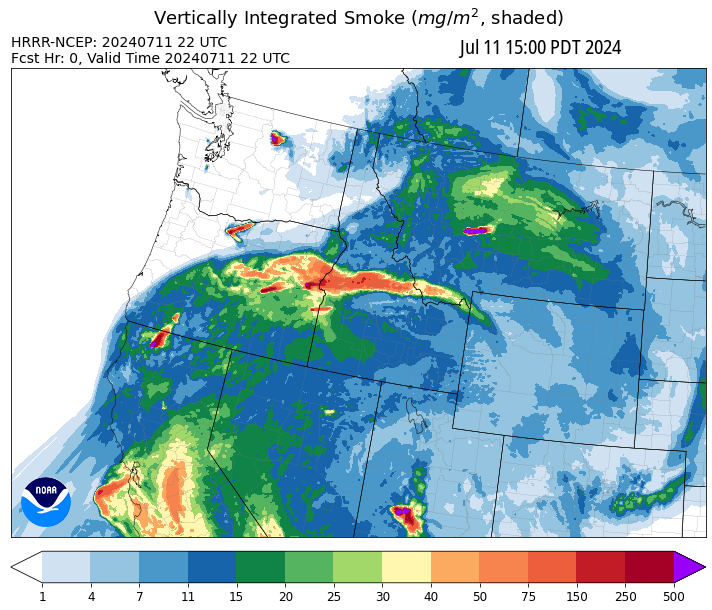 Vertically Integrated Smoke (mg/m², shaded)
HRRR-NCEP: 20240711 22 UTC
Jul 11 15:00 PDT 2024
Fcst Hr: 0, Valid Time 20240711 22 UTC
NOAA
1 4 7 11 15 20 25 30 40 50 75 150 250 500